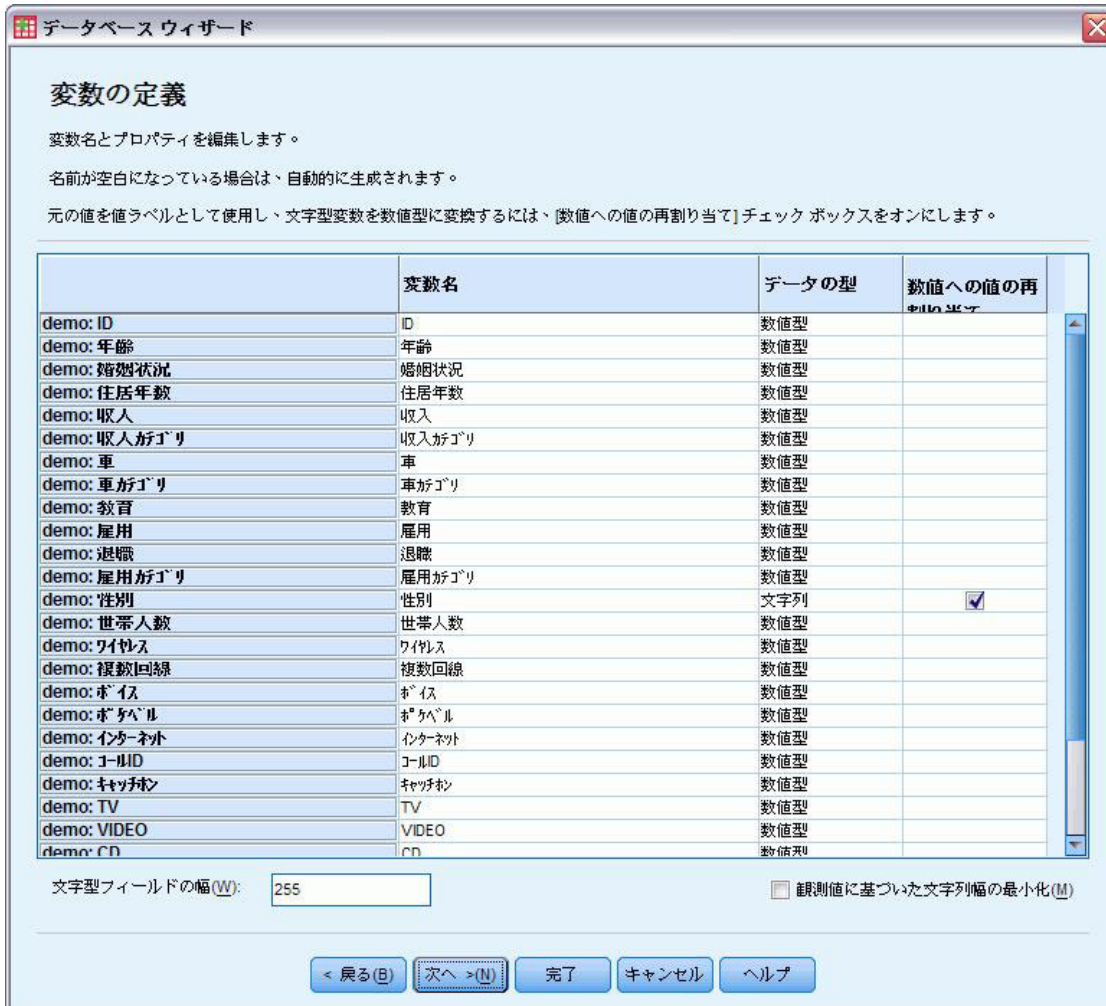 データベース ウィザード
変数の定義
変数名とプロパティを編集します。
名前が空白になっている場合は、自動的に生成されます。
元の値を値ラベルとして使用し、文字型変数を数値型に変換するには、[数値への値の再割り当て] チェック ボックスをオンにします。
変数名 データの型 数値への値の再割り当て
demo: ID ID 数値型
demo: 年齢 年齢 数値型
demo: 婚姻状況 婚姻状況 数値型
demo: 住居年数 住居年数 数値型
demo: 収入 収入 数値型
demo: 収入ｶﾃｺﾞﾘ 収入ｶﾃｺﾞﾘ 数値型
demo: 車 車 数値型
demo: 車ｶﾃｺﾞﾘ 車ｶﾃｺﾞﾘ 数値型
demo: 教育 教育 数値型
demo: 雇用 雇用 数値型
demo: 退職 退職 数値型
demo: 雇用ｶﾃｺﾞﾘ 雇用ｶﾃｺﾞﾘ 数値型
demo: 性別 性別 文字列
demo: 世帯人数 世帯人数 数値型
demo: ﾜｲﾔﾚｽ ﾜｲﾔﾚｽ 数値型
demo: 複数回線 複数回線 数値型
demo: ﾎﾞｲｽ ﾎﾞｲｽ 数値型
demo: ﾎﾟｹﾍﾞﾙ ﾎﾟｹﾍﾞﾙ 数値型
demo: ｲﾝﾀｰﾈｯﾄ ｲﾝﾀｰﾈｯﾄ 数値型
demo: ｺｰﾙID ｺｰﾙID 数値型
demo: ｷｬｯﾁﾎﾝ ｷｬｯﾁﾎﾝ 数値型
demo: TV TV 数値型
demo: VIDEO VIDEO 数値型
demo: CD CD 数値型
文字型フィールドの幅(W): 255 観測値に基づいた文字列幅の最小化(M)
< 戻る(B) 次へ >(N) 完了 キャンセル ヘルプ